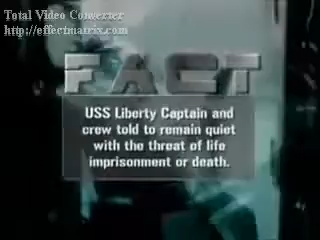 Total Video Converter
http://effectmatrix.com
FACT
USS Liberty Captain and
crew told to remain quiet
with the threat of life
imprisonment or death.